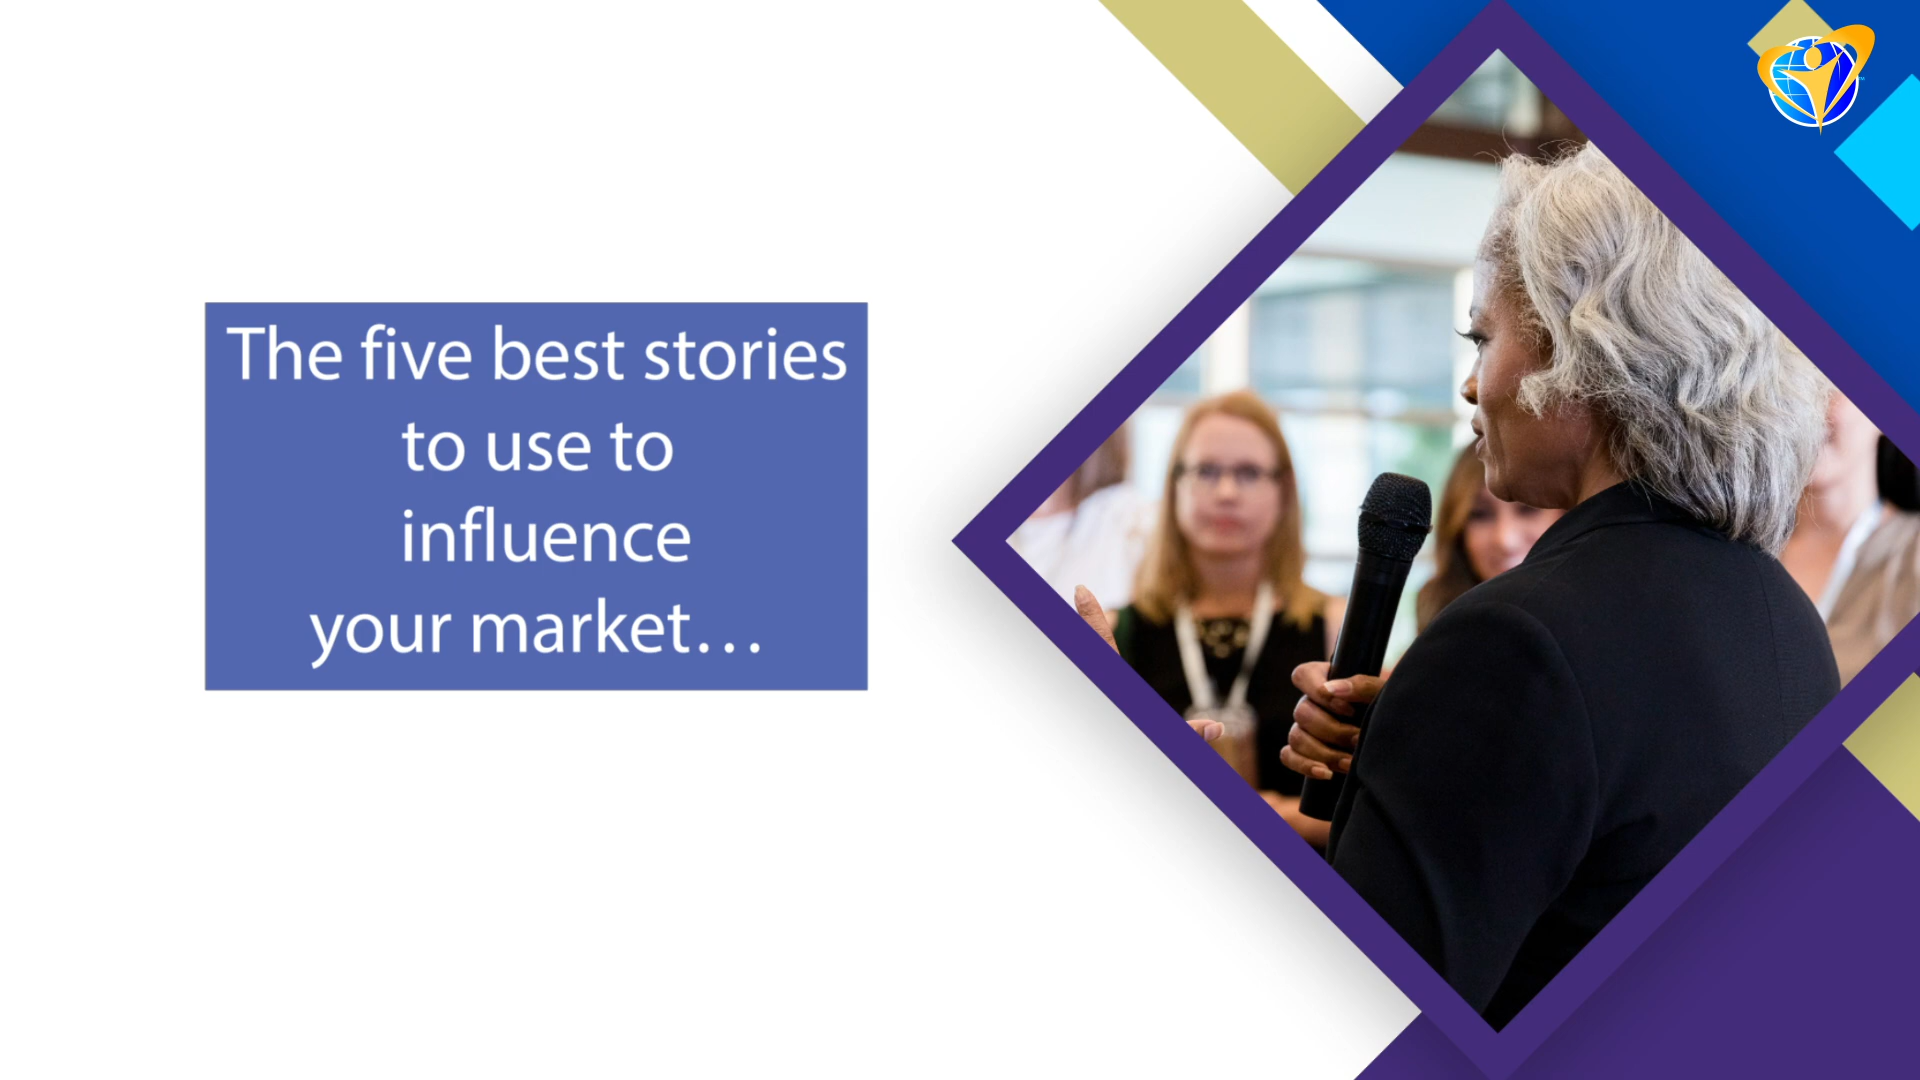 The five best stories
to use to
influence
your market…